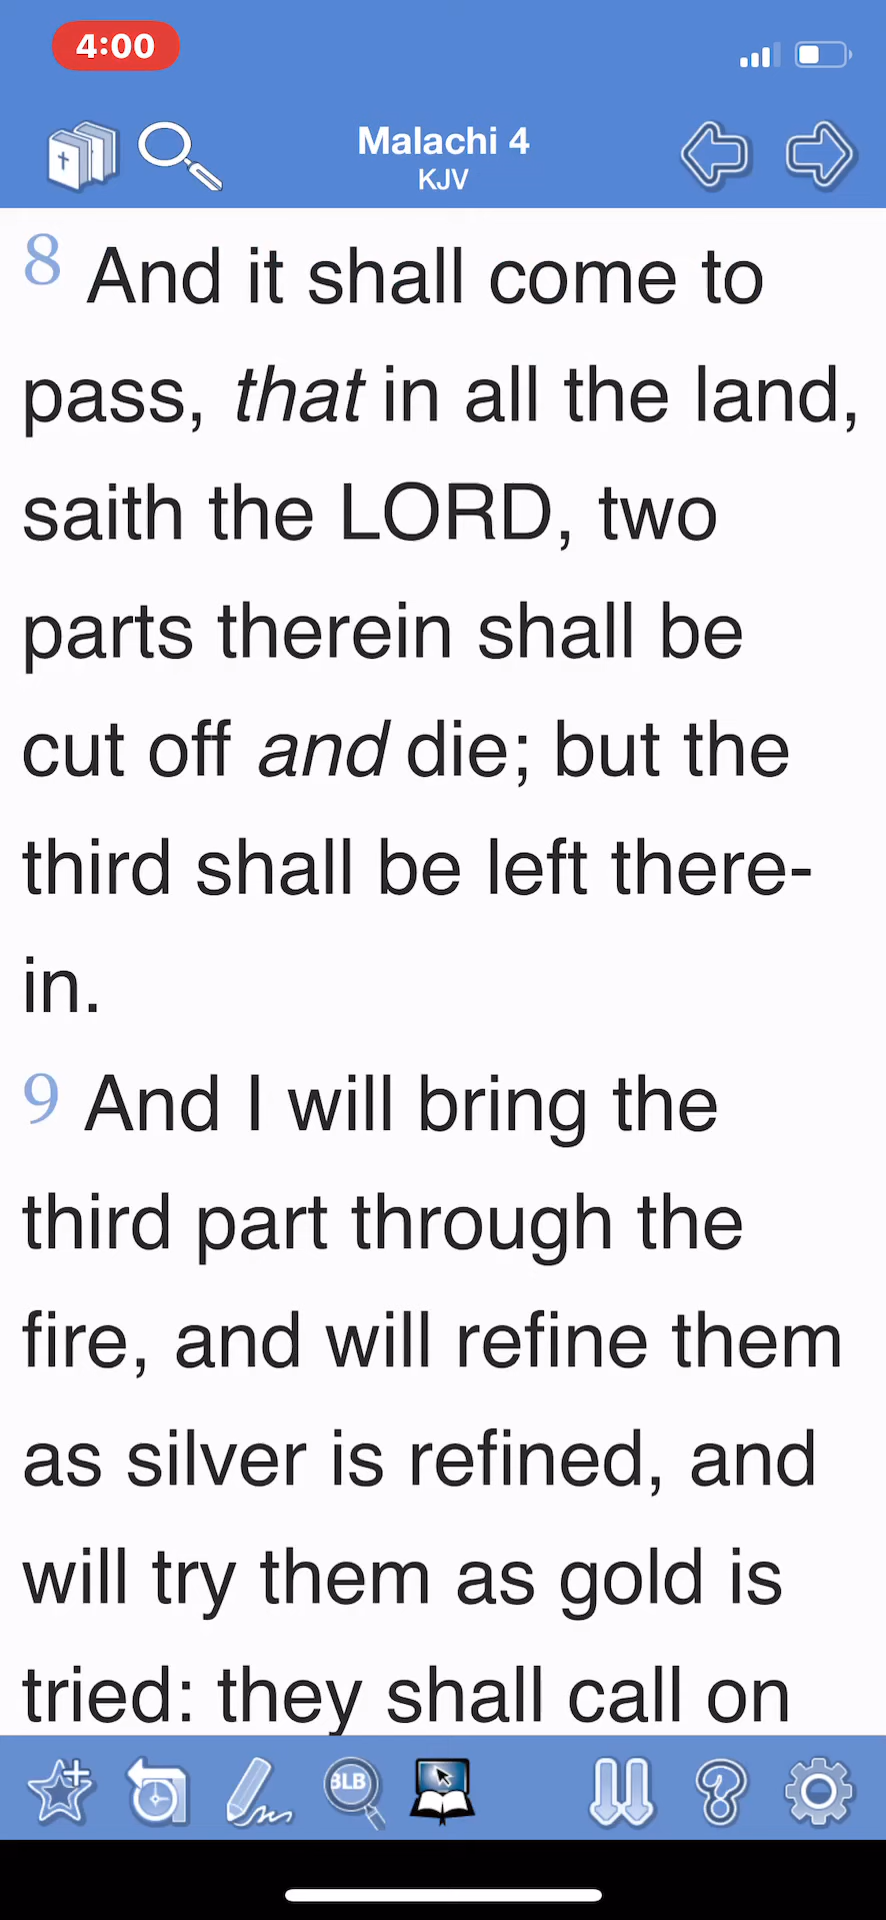 4:00
Malachi 4
KJV
8 And it shall come to
pass, that in all the land,
saith the LORD, two
parts therein shall be
cut off and die; but the
third shall be left there-
in.
9 And I will bring the
third part through the
fire, and will refine them
as silver is refined, and
will try them as gold is
tried: they shall call on
BLB